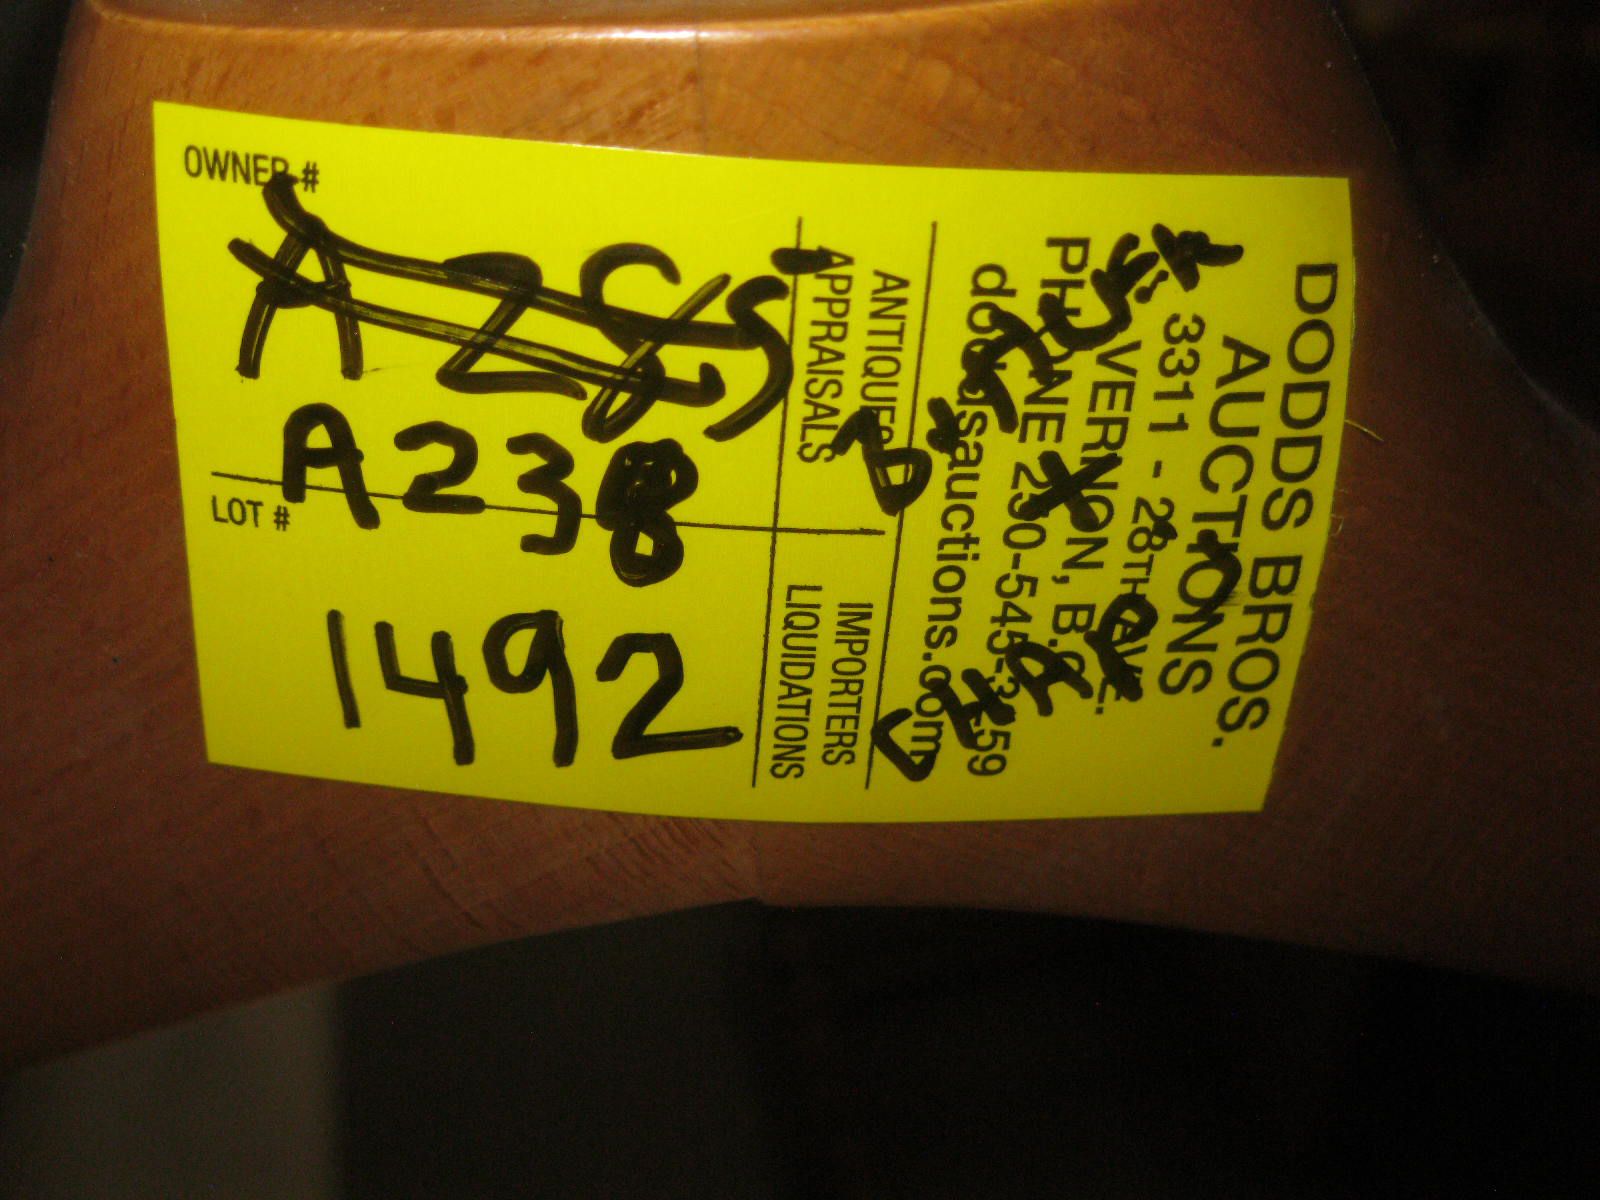 DODDS BROS.
AUCTIONS
3311 - 28TH AVE.
VERNON, B.C.
PHONE 250-545-3259
doddsauctions.com
ANTIQUES
APPRAISALS
IMPORTERS
LIQUIDATIONS
OWNER #
A238
LOT #
1492